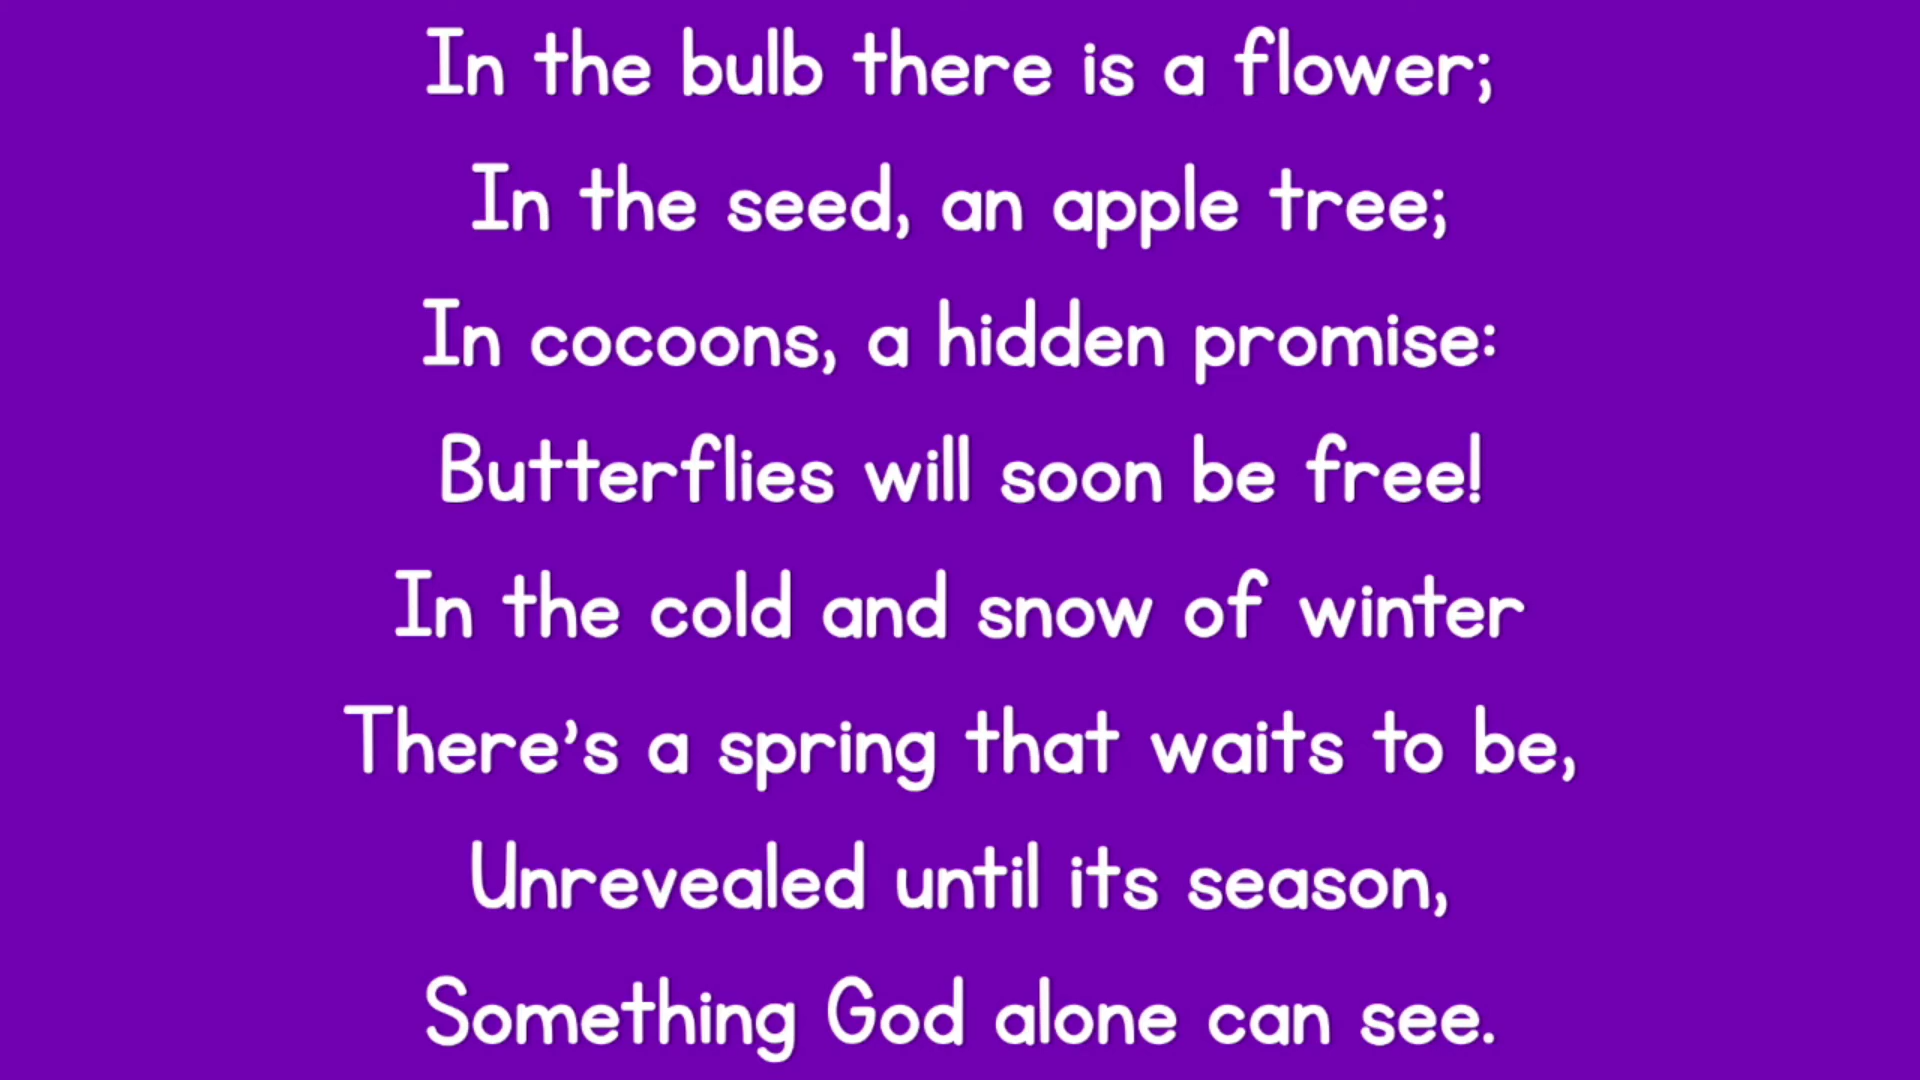 In the bulb there is a flower;
In the seed, an apple tree;
In cocoons, a hidden promise:
Butterflies will soon be free!
In the cold and snow of winter
There’s a spring that waits to be,
Unrevealed until its season,
Something God alone can see.